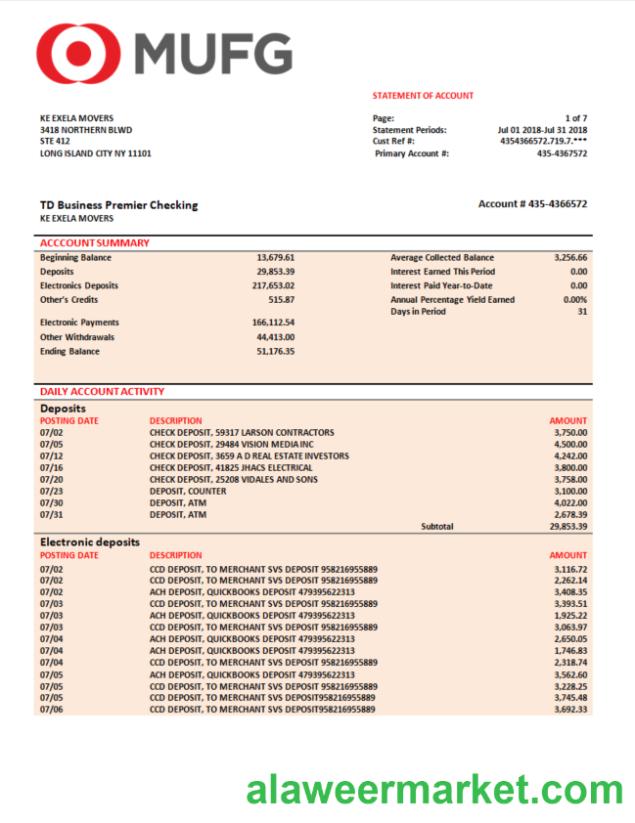 MUFG
STATEMENT OF ACCOUNT
KE EXELA MOVERS
3418 NORTHERN BLWD
STE 412
LONG ISLAND CITY NY 11101
Page: 1 of 7
Statement Periods: Jul 01 2018-Jul 31 2018
Cust Ref #: 4354366572.719.7.***
Primary Account #: 435-4367572
TD Business Premier Checking
KE EXELA MOVERS
Account # 435-4366572
ACCCOUNT SUMMARY
Beginning Balance 13,679.61 Average Collected Balance 3,256.66
Deposits 29,853.39 Interest Earned This Period 0.00
Electronics Deposits 217,653.02 Interest Paid Year-to-Date 0.00
Other's Credits 515.87 Annual Percentage Yield Earned 0.00%
Days in Period 31
Electronic Payments 166,112.54
Other Withdrawals 44,413.00
Ending Balance 51,176.35
DAILY ACCOUNT ACTIVITY
Deposits
POSTING DATE DESCRIPTION AMOUNT
07/02 CHECK DEPOSIT, 59317 LARSON CONTRACTORS 3,750.00
07/05 CHECK DEPOSIT, 29484 VISION MEDIA INC 4,500.00
07/12 CHECK DEPOSIT, 3659 A D REAL ESTATE INVESTORS 4,242.00
07/16 CHECK DEPOSIT, 41825 JHACS ELECTRICAL 3,800.00
07/20 CHECK DEPOSIT, 25208 VIDALES AND SONS 3,758.00
07/23 DEPOSIT, COUNTER 3,100.00
07/30 DEPOSIT, ATM 4,022.00
07/31 DEPOSIT, ATM 2,678.39
Subtotal 29,853.39
Electronic deposits
POSTING DATE DESCRIPTION AMOUNT
07/02 CCD DEPOSIT, TO MERCHANT SVS DEPOSIT 958216955889 3,116.72
07/02 CCD DEPOSIT, TO MERCHANT SVS DEPOSIT 958216955889 2,262.14
07/02 ACH DEPOSIT, QUICKBOOKS DEPOSIT 479395622313 3,408.35
07/03 CCD DEPOSIT, TO MERCHANT SVS DEPOSIT 958216955889 3,393.51
07/03 ACH DEPOSIT, QUICKBOOKS DEPOSIT 479395622313 1,925.22
07/03 CCD DEPOSIT, TO MERCHANT SVS DEPOSIT 958216955889 3,063.97
07/04 ACH DEPOSIT, QUICKBOOKS DEPOSIT 479395622313 2,650.05
07/04 ACH DEPOSIT, QUICKBOOKS DEPOSIT 479395622313 1,746.83
07/04 CCD DEPOSIT, TO MERCHANT SVS DEPOSIT 958216955889 2,318.74
07/05 ACH DEPOSIT, QUICKBOOKS DEPOSIT 479395622313 3,562.60
07/05 CCD DEPOSIT, TO MERCHANT SVS DEPOSIT 958216955889 3,228.25
07/05 CCD DEPOSIT, TO MERCHANT SVS DEPOSIT958216955889 3,745.48
07/06 CCD DEPOSIT, TO MERCHANT SVS DEPOSIT958216955889 3,692.33
alaweermarket.com